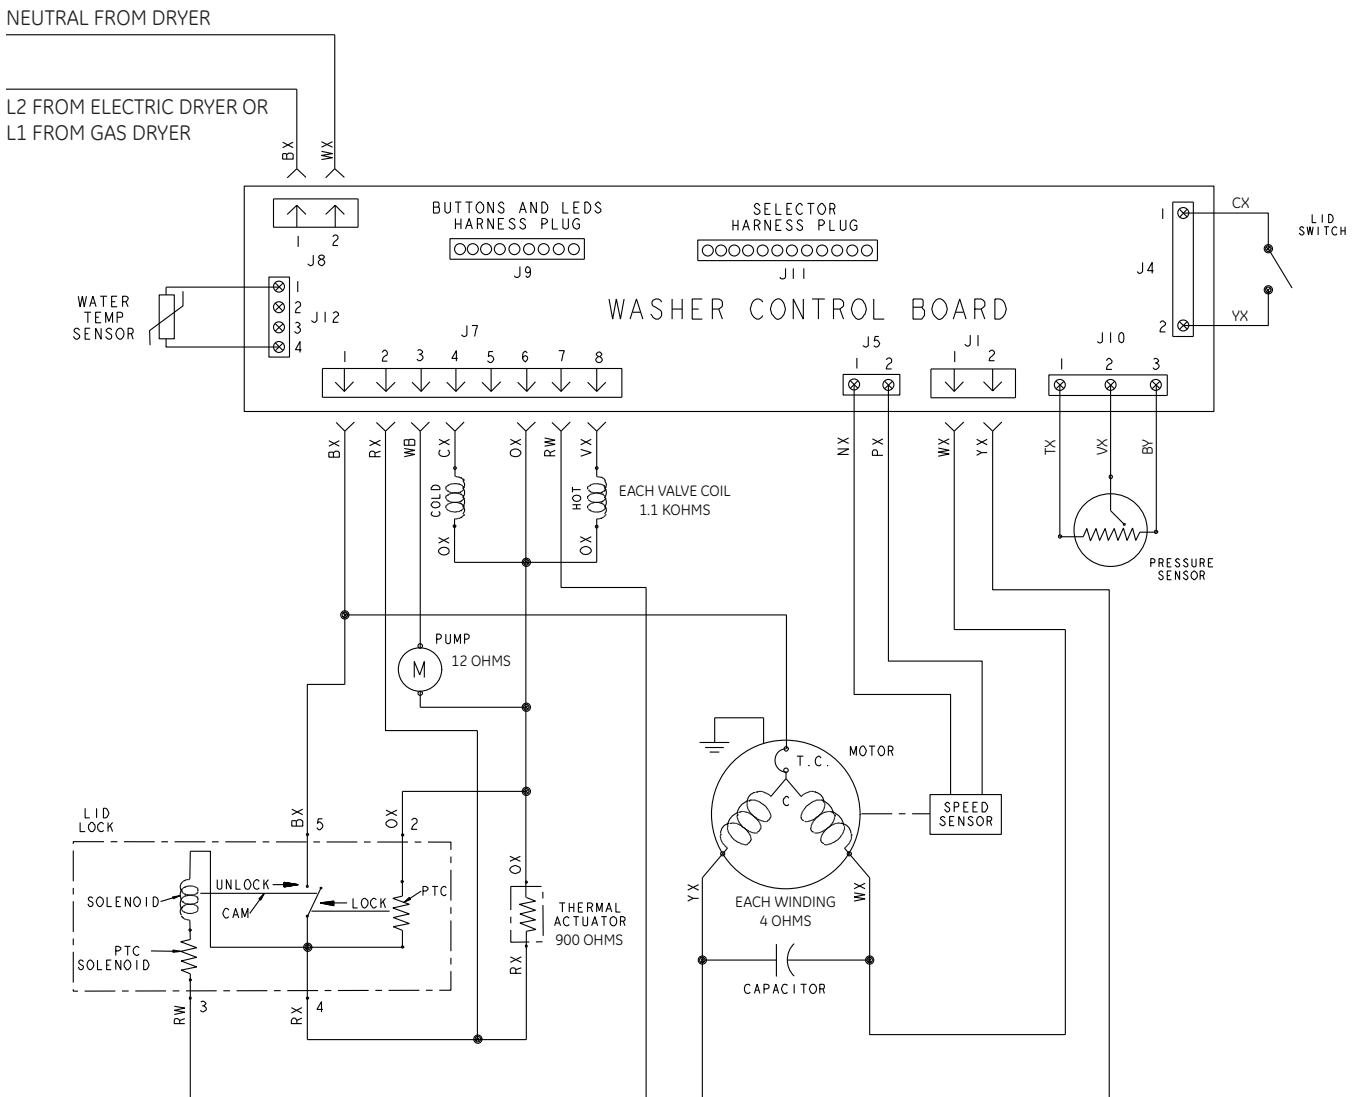 NEUTRAL FROM DRYER
L2 FROM ELECTRIC DRYER OR
L1 FROM GAS DRYER
BX
WX
BUTTONS AND LEDS
HARNESS PLUG
SELECTOR
HARNESS PLUG
1 2
J8
J9
J11
1
CX
LID
SWITCH
J4
2
YX
WATER
TEMP
SENSOR
1
2
3
4
J12
WASHER CONTROL BOARD
J7
1 2 3 4 5 6 7 8
J5
1 2
J1
1 2
J10
1 2 3
BX
RX
WB
CX
OX
RW
VX
NX
PX
WX
YX
TX
VX
BY
COLD
HOT
EACH VALVE COIL
1.1 KOHMS
OX
OX
PRESSURE
SENSOR
PUMP
12 OHMS
M
MOTOR
T.C.
C
SPEED
SENSOR
LID
LOCK
BX
5
OX
2
UNLOCK
SOLENOID
CAM
LOCK
PTC
PTC
SOLENOID
OX
THERMAL
ACTUATOR
900 OHMS
RX
YX
WX
EACH WINDING
4 OHMS
CAPACITOR
RW
3
RX
4